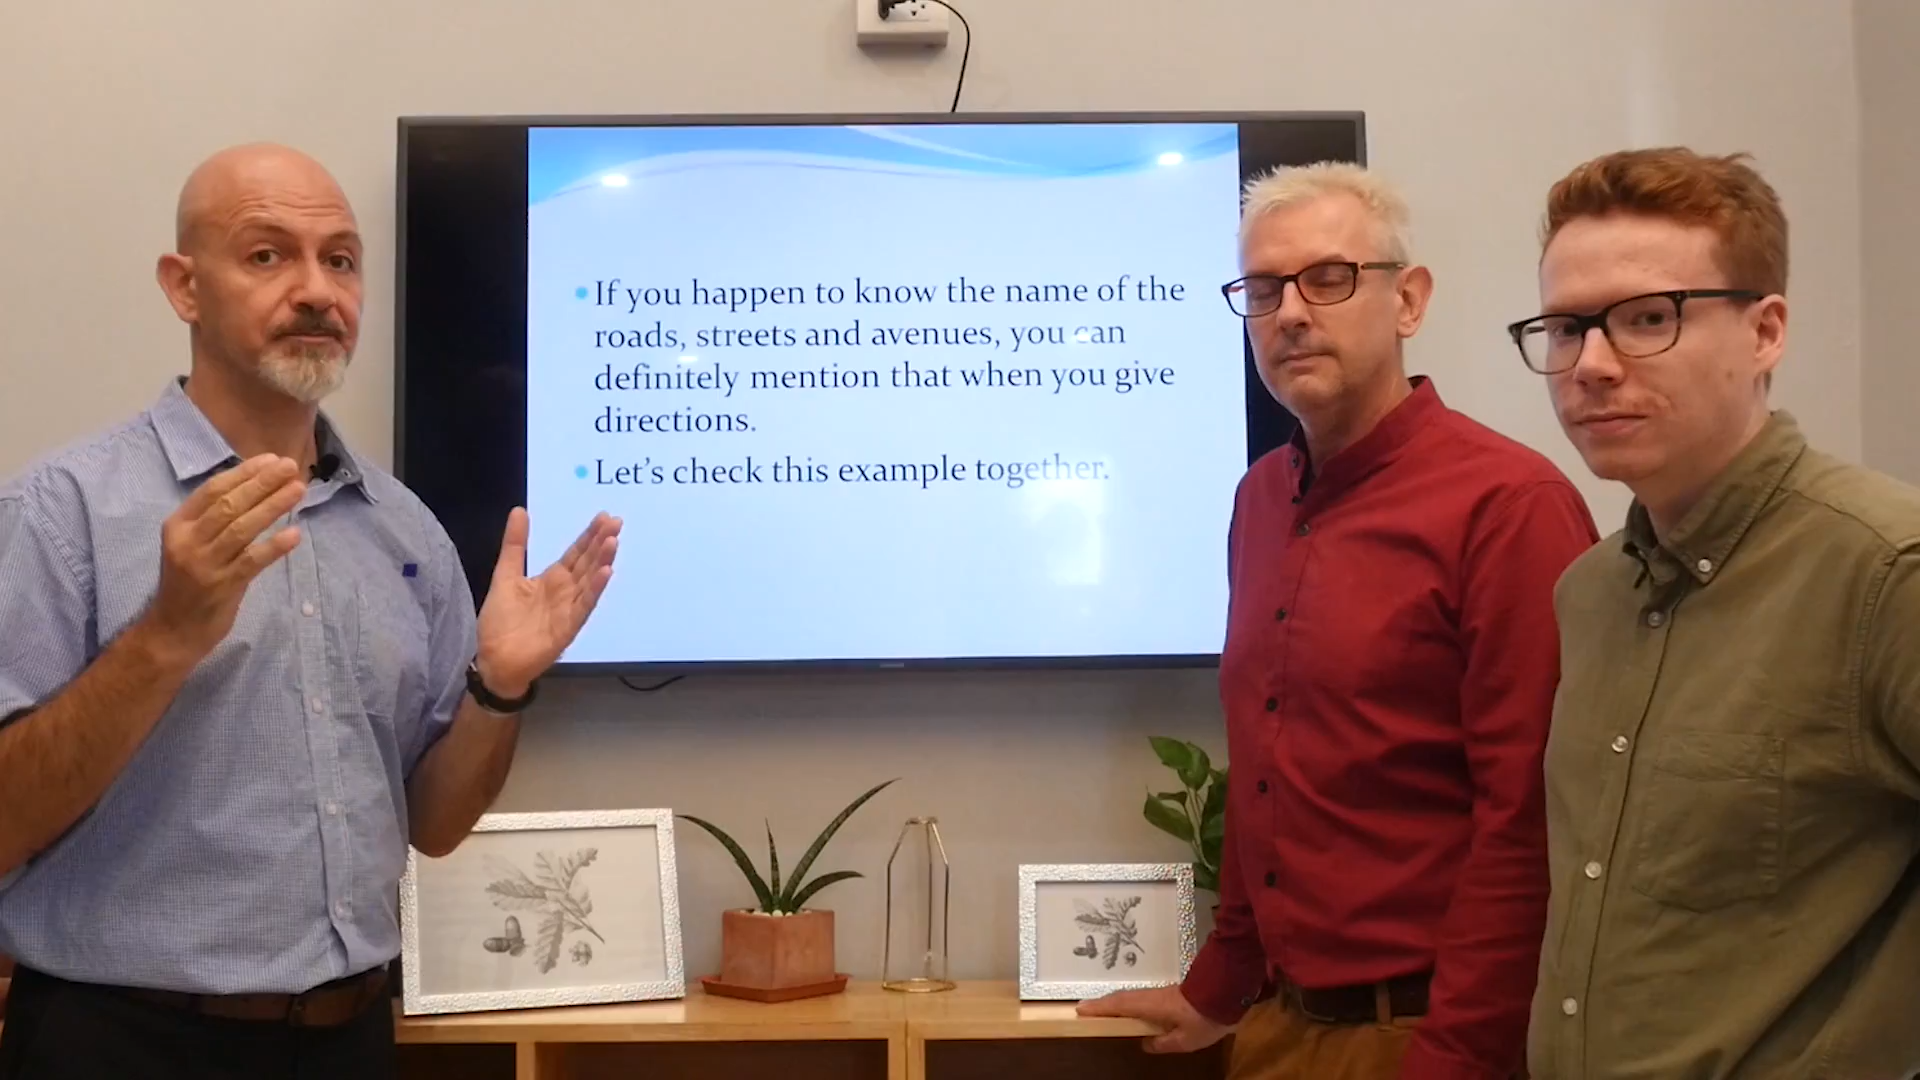 If you happen to know the name of the
roads, streets and avenues, you can
definitely mention that when you give
directions.
Let's check this example together.